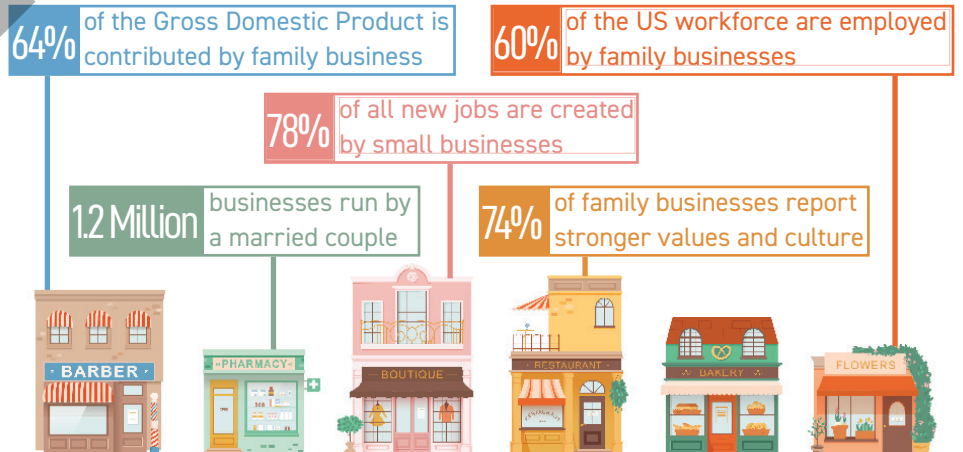 64% of the Gross Domestic Product is
contributed by family business
60% of the US workforce are employed
by family businesses
78% of all new jobs are created
by small businesses
1.2 Million businesses run by
a married couple
74% of family businesses report
stronger values and culture
BARBER
PHARMACY
BOUTIQUE
RESTAURANT
BAKERY
FLOWERS